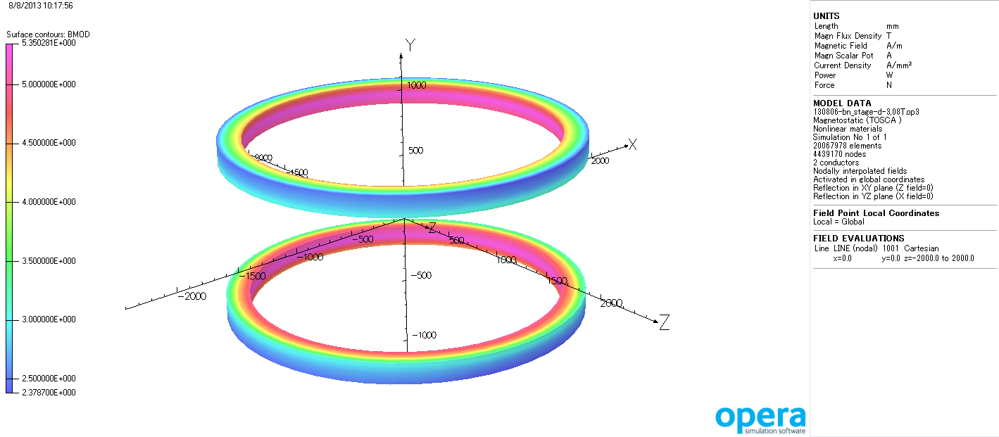 8/8/2013 10:17:56
Surface contours: BMOD
5.350281E+000
5.000000E+000
4.500000E+000
4.000000E+000
3.500000E+000
3.000000E+000
2.500000E+000
2.378700E+000
Y
1000
500
X
2000
-2000
-1500
Z
-500
-1000
-1500
-2000
500
1000
1500
2000
Z
-500
-1000
opera
simulation software
UNITS
Length mm
Magn Flux Density T
Magnetic Field A/m
Magn Scalar Pot A
Current Density A/mm²
Power W
Force N
MODEL DATA
130806-bn_stage-d-3,08T.op3
Magnetostatic (TOSCA )
Nonlinear materials
Simulation No 1 of 1
20067978 elements
4439170 nodes
2 conductors
Nodally interpolated fields
Activated in global coordinates
Reflection in XY plane (Z field=0)
Reflection in YZ plane (X field=0)
Field Point Local Coordinates
Local = Global
FIELD EVALUATIONS
Line LINE (nodal) 1001 Cartesian
x=0.0 y=0.0 z=-2000.0 to 2000.0